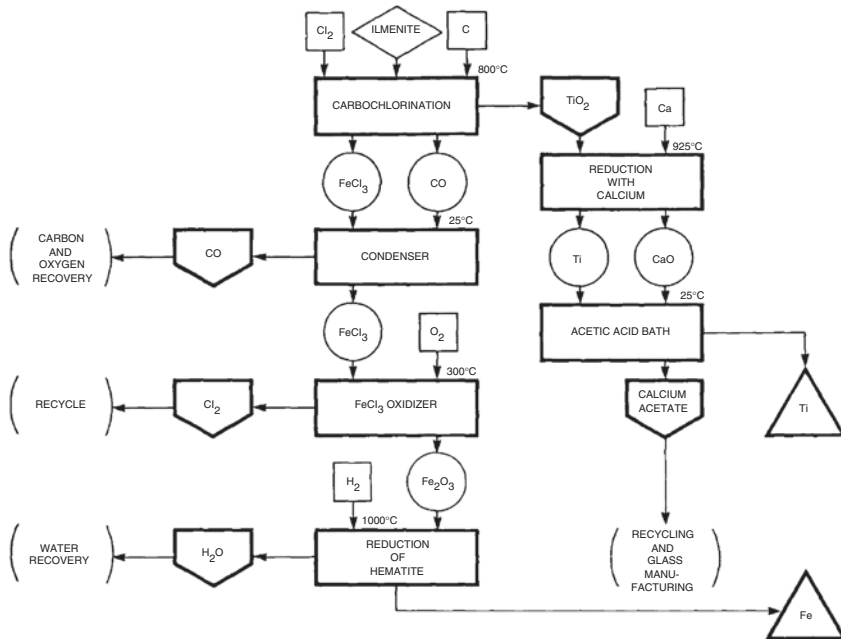 Cl2
ILMENITE
C
800°C
CARBOCHLORINATION
TiO2
Ca
925°C
REDUCTION
WITH
CALCIUM
FeCl3
CO
25°C
CONDENSER
CO
(CARBON
AND
OXYGEN
RECOVERY)
Ti
CaO
25°C
ACETIC ACID BATH
FeCl3
O2
300°C
FeCl3 OXIDIZER
Cl2
(RECYCLE)
CALCIUM
ACETATE
Ti
H2
Fe2O3
1000°C
REDUCTION
OF
HEMATITE
H2O
(WATER
RECOVERY)
(RECYCLING
AND
GLASS
MANU-
FACTURING)
Fe